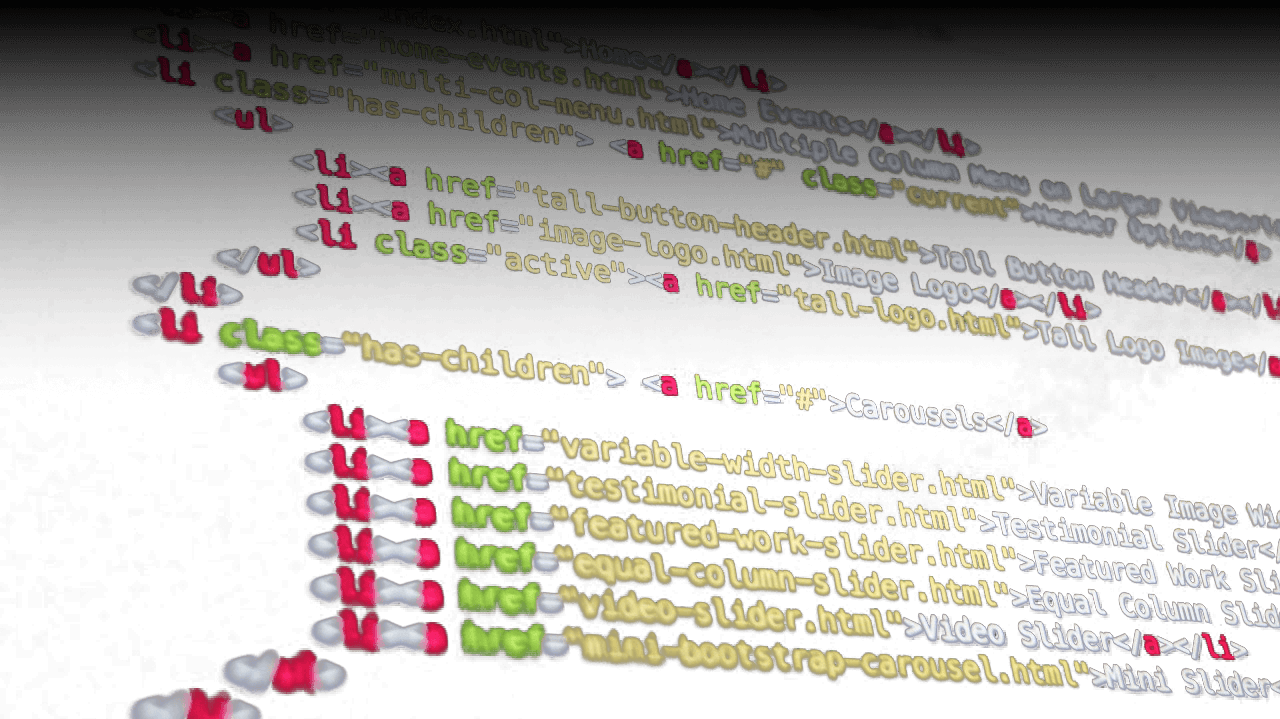 index.html">Home</a></li>
<li><a href="home-events.html">Home Events</a></li>
<li><a href="multi-col-menu.html">Multiple Column Menu on Larger Viewports
<li class="has-children"> <a href="#" class="current">Header Options</a>
<ul>
<li><a href="tall-button-header.html">Tall Button Header</a></li
<li><a href="image-logo.html">Image Logo</a></li>
<li class="active"><a href="tall-logo.html">Tall Logo Image</a
</ul>
</li>
<li class="has-children"> <a href="#">Carousels</a>
<ul>
<li><a href="variable-width-slider.html">Variable Image Wi
<li><a href="testimonial-slider.html">Testimonial Slider</
<li><a href="featured-work-slider.html">Featured Work Sli
<li><a href="equal-column-slider.html">Equal Column Slid
<li><a href="video-slider.html">Video Slider</a></li>
<li><a href="mini-bootstrap-carousel.html">Mini Slider<
</ul>